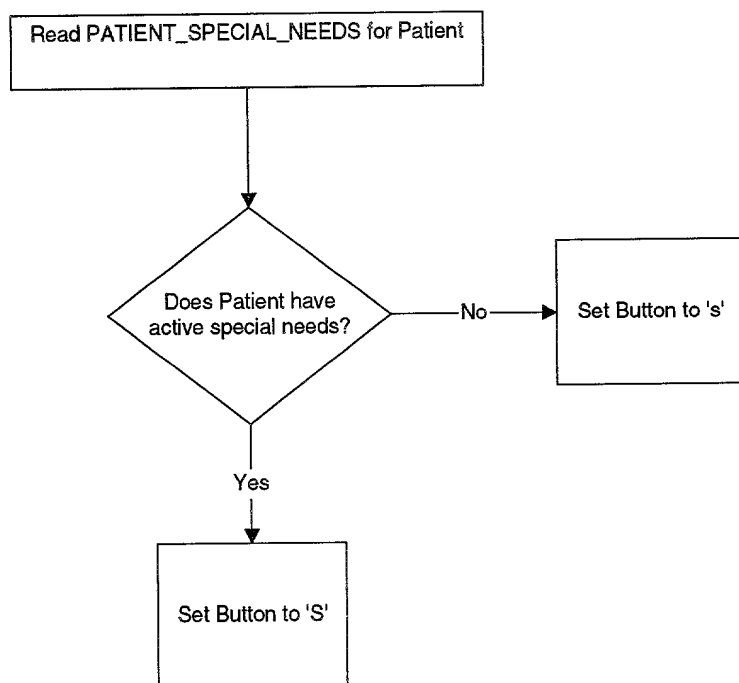 Read PATIENT_SPECIAL_NEEDS for Patient
Does Patient have
active special needs?
No
Set Button to 's'
Yes
Set Button to 'S'